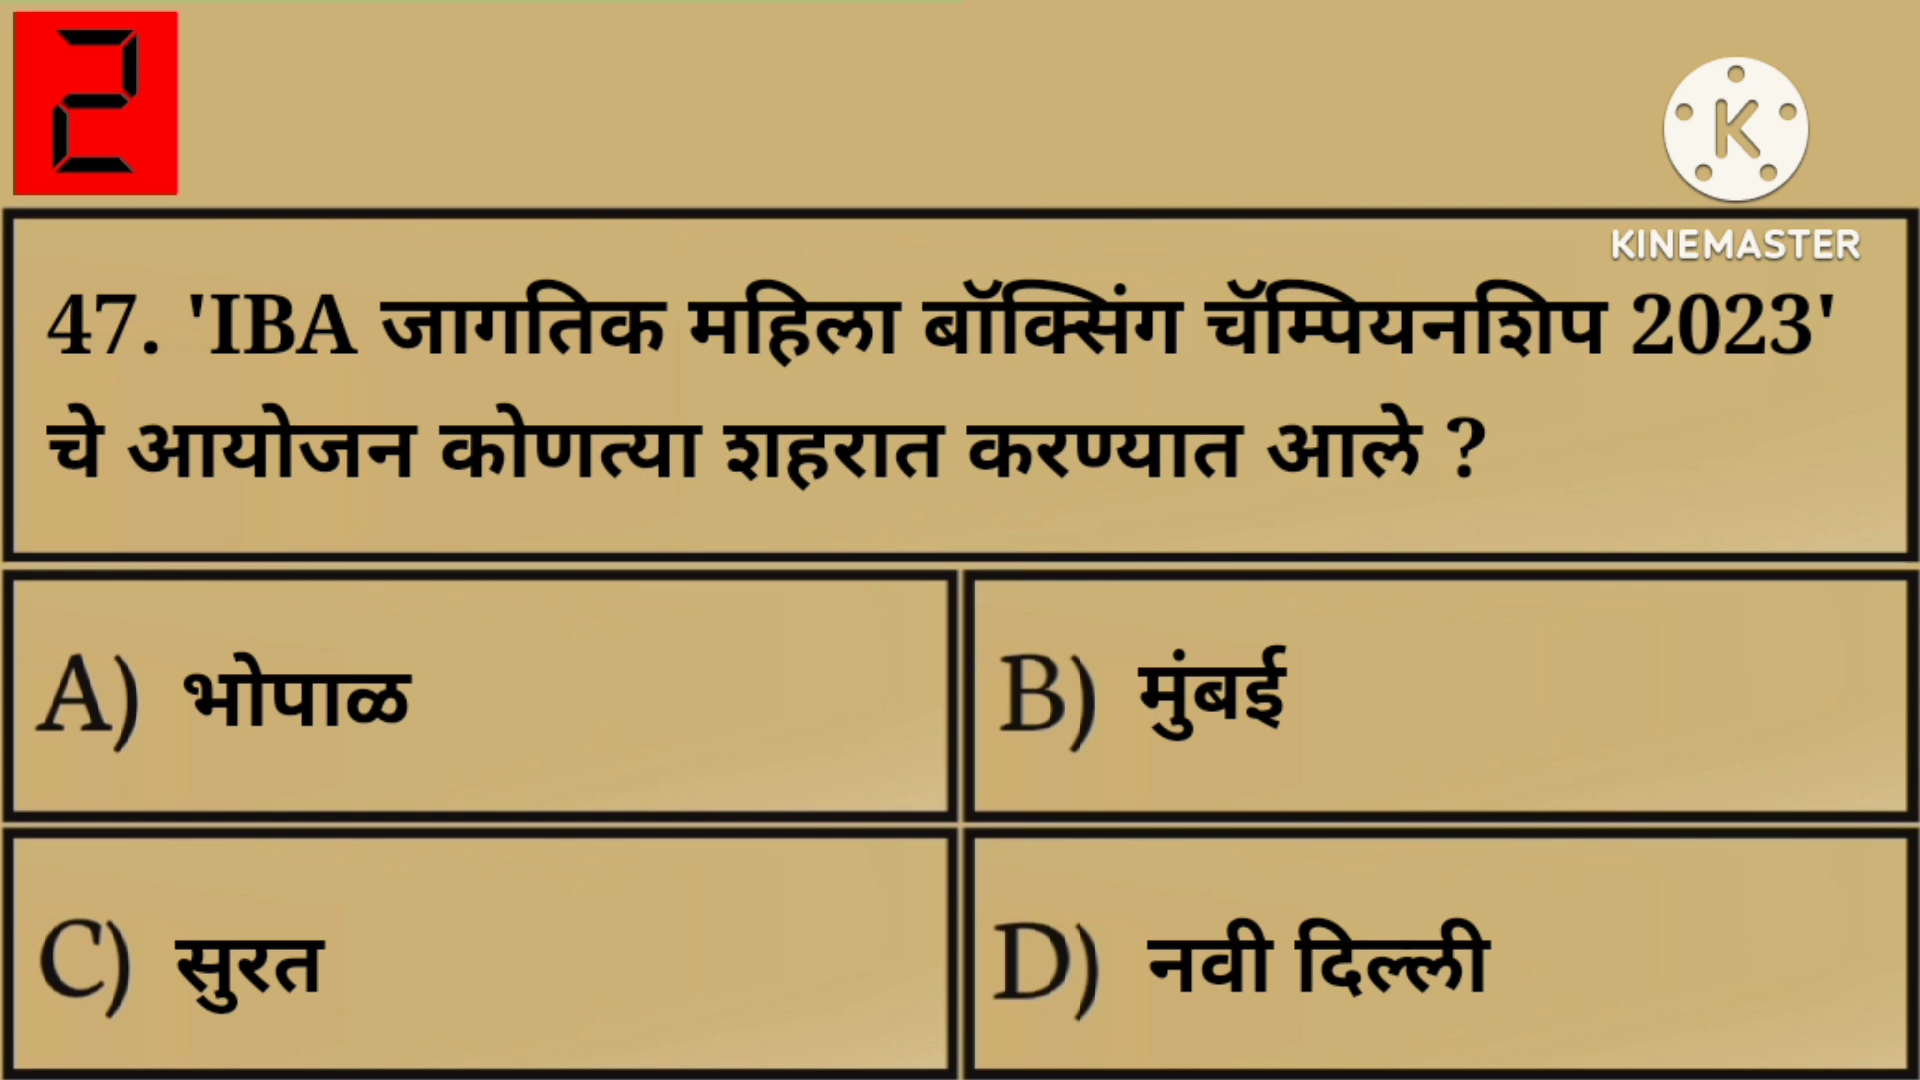 2
K
KINEMASTER
47. 'IBA जागतिक महिला बॉक्सिंग चॅम्पियनशिप 2023'
चे आयोजन कोणत्या शहरात करण्यात आले ?
A) भोपाळ
B) मुंबई
C) सुरत
D) नवी दिल्ली